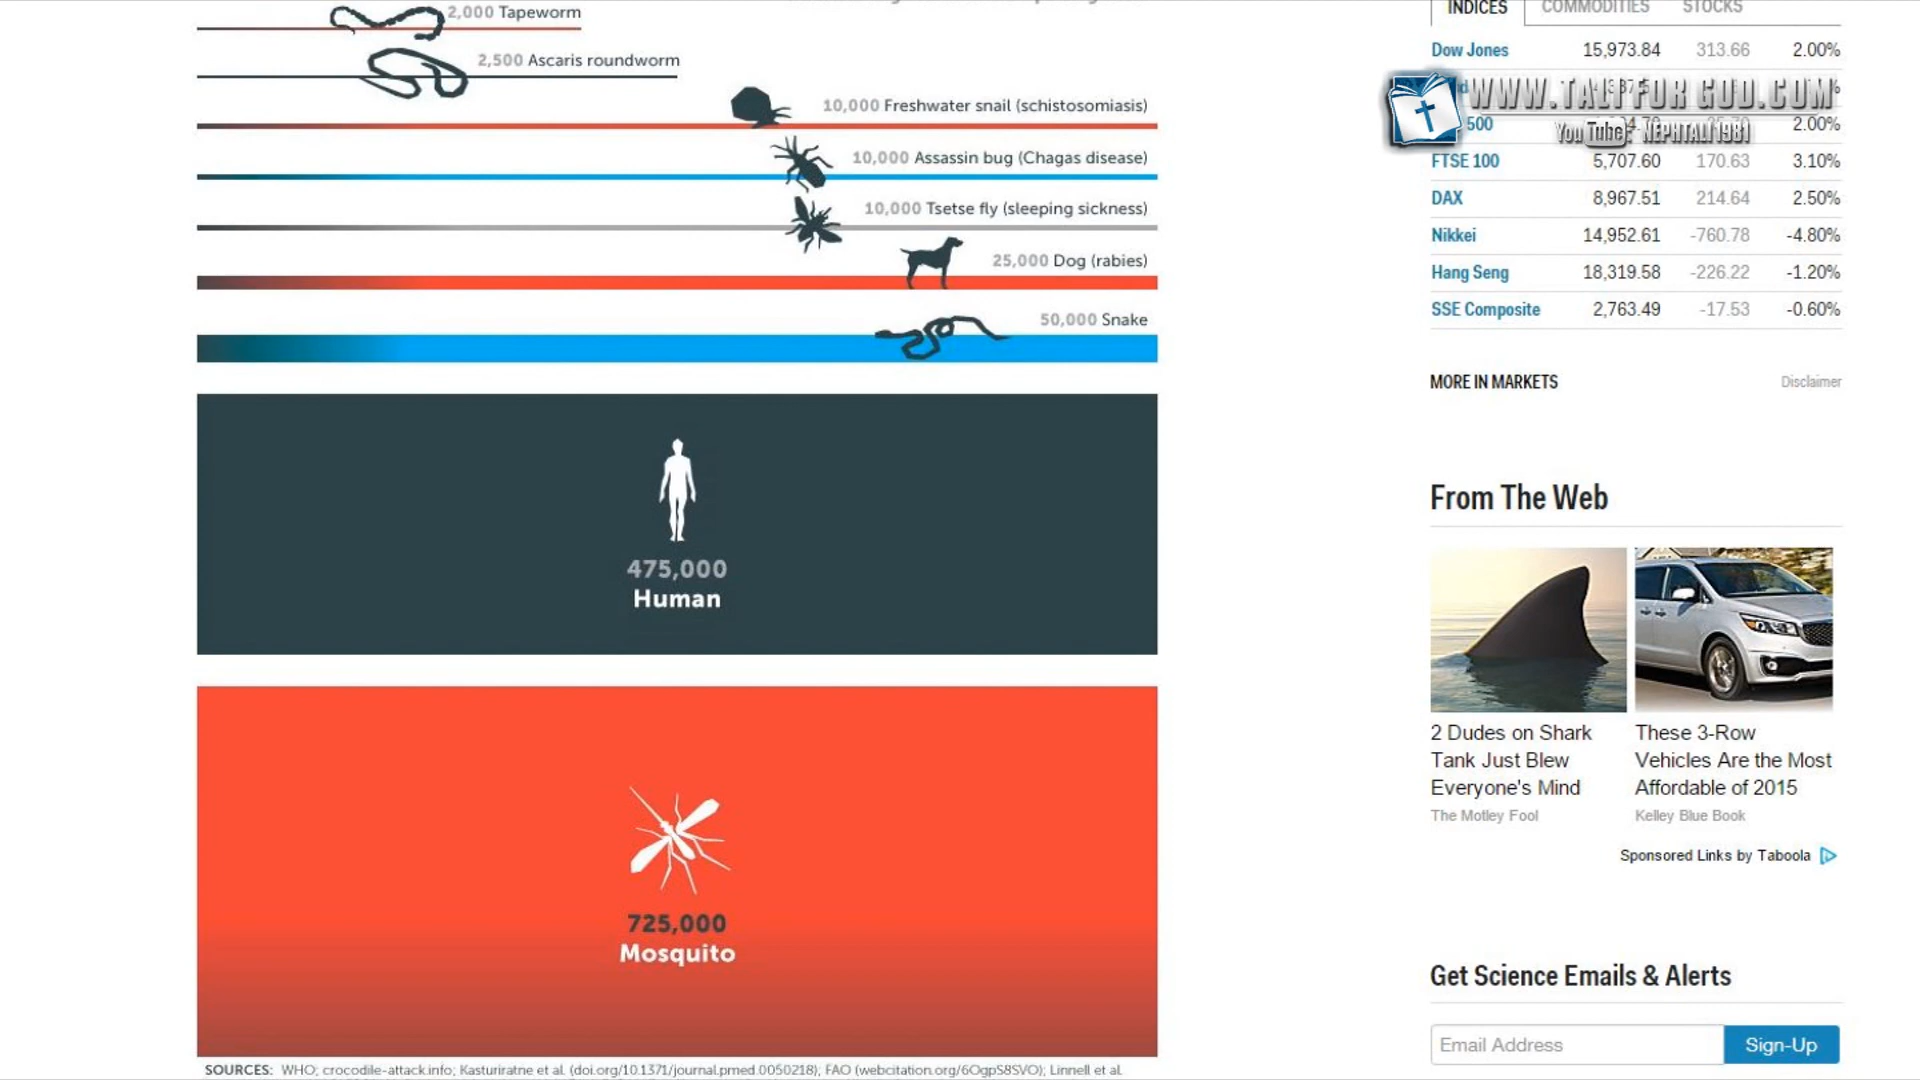 2,000 Tapeworm
2,500 Ascaris roundworm
10,000 Freshwater snail (schistosomiasis)
10,000 Assassin bug (Chagas disease)
10,000 Tsetse fly (sleeping sickness)
25,000 Dog (rabies)
50,000 Snake
475,000
Human
725,000
Mosquito
SOURCES: WHO; crocodile-attack.info; Kasturiratne et al. (doi.org/10.1371/journal.pmed.0050218); FAO (webcitation.org/6OgpS8SVO); Linnell et al.
INDICES COMMODITIES STOCKS
Dow Jones 15,973.84 313.66 2.00%
WWW.TALI FOR GOD.COM
500 2.00%
You Tube: NEPHTALI1981
FTSE 100 5,707.60 170.63 3.10%
DAX 8,967.51 214.64 2.50%
Nikkei 14,952.61 -760.78 -4.80%
Hang Seng 18,319.58 -226.22 -1.20%
SSE Composite 2,763.49 -17.53 -0.60%
MORE IN MARKETS Disclaimer
From The Web
2 Dudes on Shark
Tank Just Blew
Everyone's Mind
The Motley Fool
These 3-Row
Vehicles Are the Most
Affordable of 2015
Kelley Blue Book
Sponsored Links by Taboola
Get Science Emails & Alerts
Email Address Sign-Up